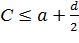 C ≤ a + d/2